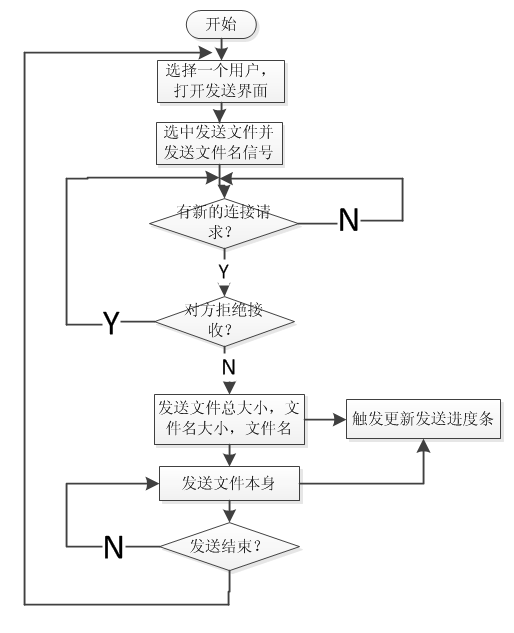 开始
选择一个用户，
打开发送界面
选中发送文件并
发送文件名信号
有新的连接请
求？
N
Y
对方拒绝接
收？
Y
N
发送文件总大小，文
件名大小，文件名
触发更新发送进度条
发送文件本身
发送结束？
N